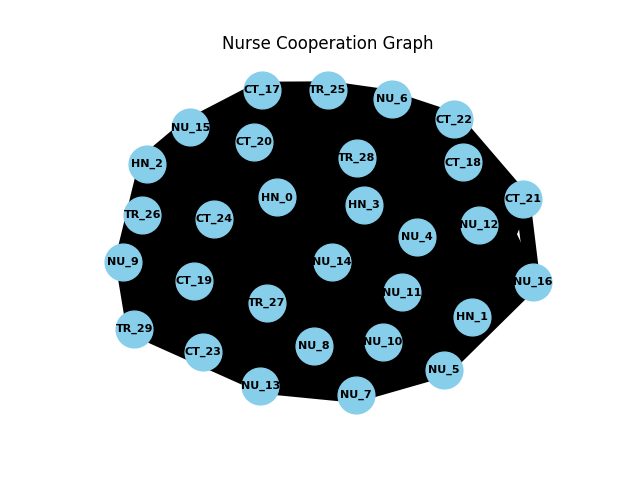 Nurse Cooperation Graph
CT_17
TR_25
NU_6
CT_22
NU_15
CT_20
TR_28
CT_18
HN_2
HN_0
HN_3
CT_21
TR_26
CT_24
NU_4
NU_12
NU_9
NU_14
CT_19
NU_11
NU_16
TR_27
HN_1
TR_29
NU_8
NU_10
CT_23
NU_5
NU_13
NU_7